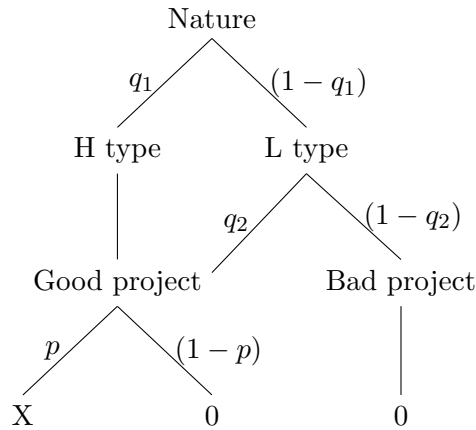 Nature
q₁ (1 − q₁)
H type L type
q₂ (1 − q₂)
Good project Bad project
p (1 − p)
X 0 0